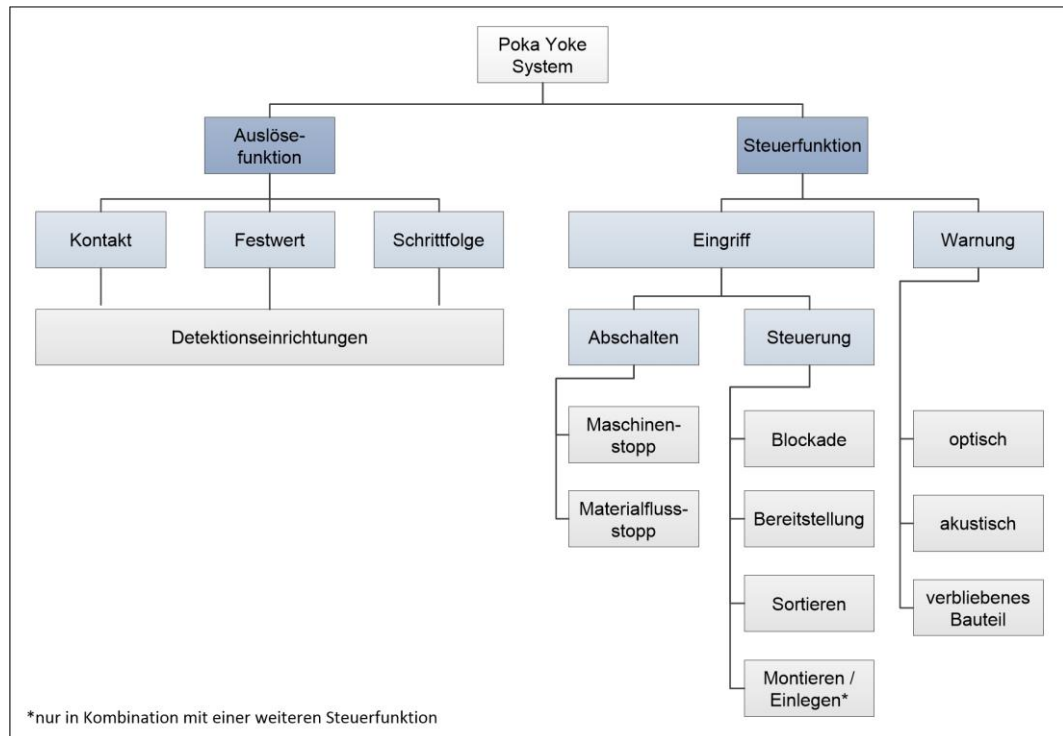 Poka Yoke
System
Auslöse-
funktion
Steuerfunktion
Kontakt
Festwert
Schrittfolge
Eingriff
Warnung
Detektionseinrichtungen
Abschalten
Steuerung
Maschinen-
stopp
Blockade
optisch
Materialfluss-
stopp
Bereitstellung
akustisch
Sortieren
verbliebenes
Bauteil
Montieren /
Einlegen*
*nur in Kombination mit einer weiteren Steuerfunktion